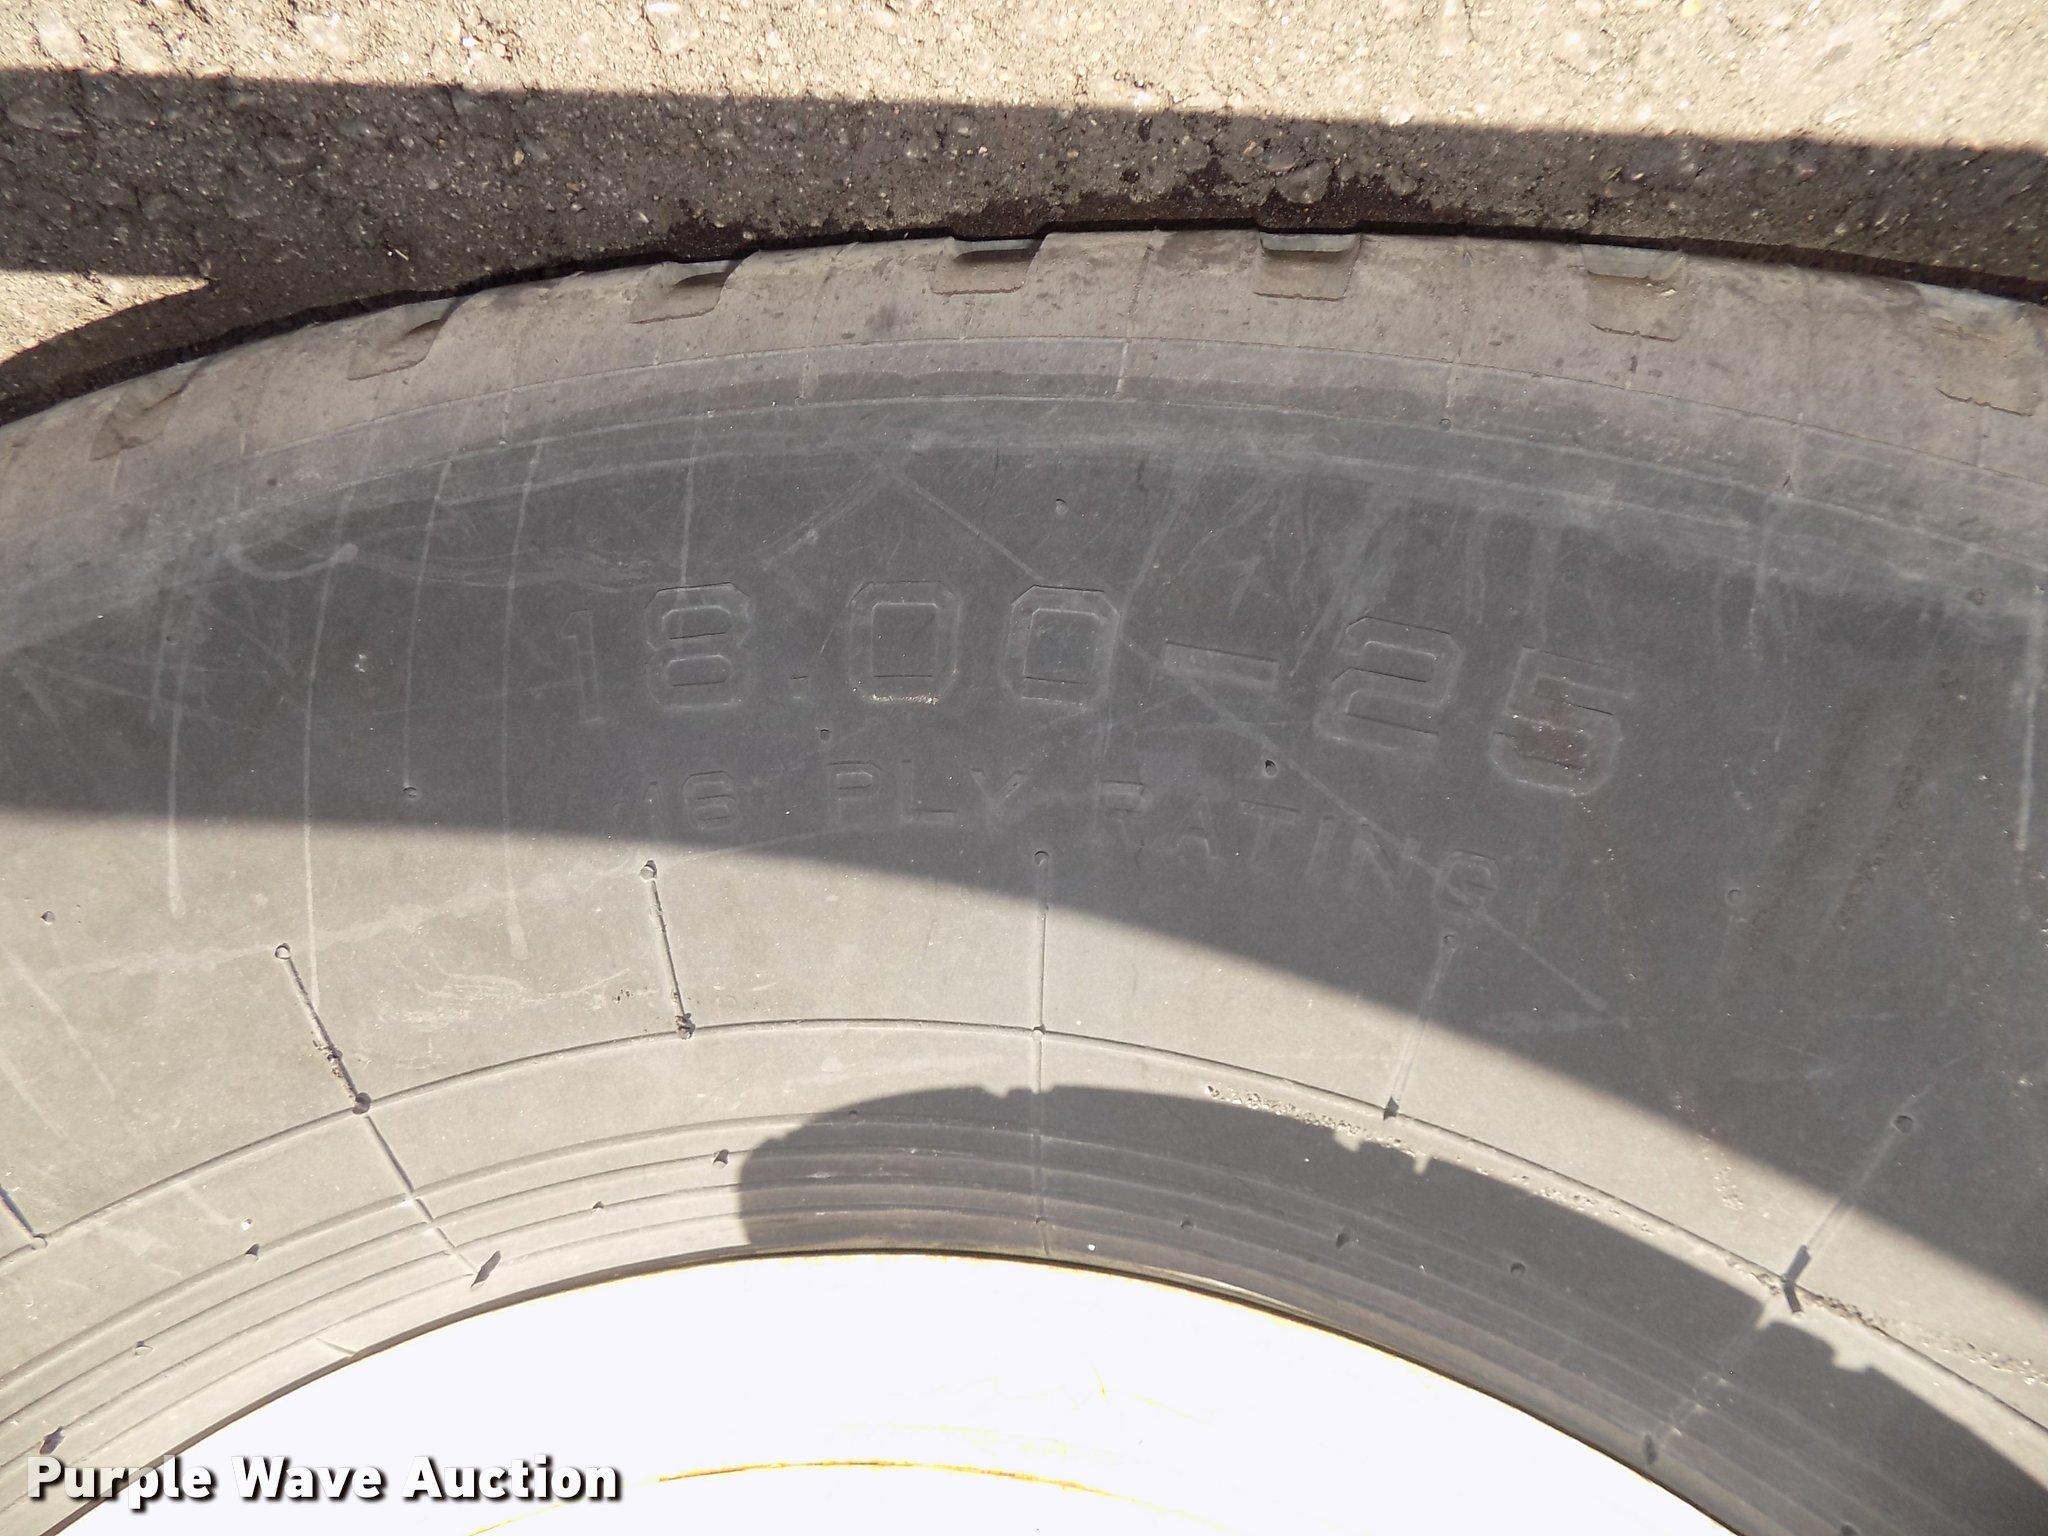 18.00-25
16 PLY RATING
Purple Wave Auction